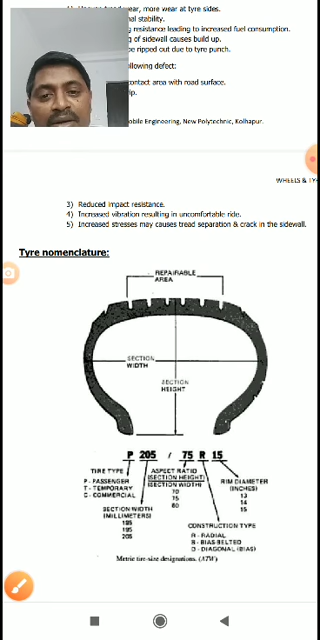 wear, more wear at tyre sides.
al stability.
resistance leading to increased fuel consumption.
of sidewall causes build up.
be ripped out due to tyre punch.
llowing defect:
contact area with road surface.
ip.
obile Engineering, New Polytechnic, Kolhapur.
WHEELS & TY
3) Reduced impact resistance.
4) Increased vibration resulting in uncomfortable ride.
5) Increased stresses may causes tread separation & crack in the sidewall.
Tyre nomenclature:
REPAIRABLE
AREA
SECTION
WIDTH
SECTION
HEIGHT
P 205 / 75 R 15
TIRE TYPE
P - PASSENGER
T - TEMPORARY
C - COMMERCIAL
SECTION WIDTH
(MILLIMETERS)
185
195
205
ASPECT RATIO
(SECTION HEIGHT)
(SECTION WIDTH)
70
75
80
RIM DIAMETER
(INCHES)
13
14
15
CONSTRUCTION TYPE
R - RADIAL
B - BIAS BELTED
D - DIAGONAL (BIAS)
Metric tire-size designations. (ATW)